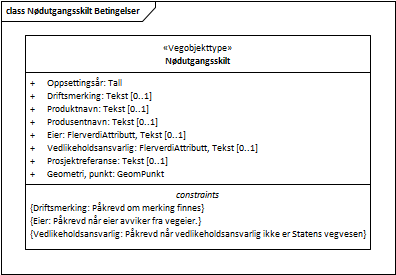 class Nødutgangsskilt Betingelser
«Vegobjekttype»
Nødutgangsskilt
+ Oppsettingsår: Tall
+ Driftsmerking: Tekst [0..1]
+ Produktnavn: Tekst [0..1]
+ Produsentnavn: Tekst [0..1]
+ Eier: FlerverdiAttributt, Tekst [0..1]
+ Vedlikeholdsansvarlig: FlerverdiAttributt, Tekst [0..1]
+ Prosjektreferanse: Tekst [0..1]
+ Geometri, punkt: GeomPunkt
constraints
{Driftsmerking: Påkrevd om merking finnes}
{Eier: Påkrevd når eier avviker fra vegeier.}
{Vedlikeholdsansvarlig: Påkrevd når vedlikeholdsansvarlig ikke er Statens vegvesen}